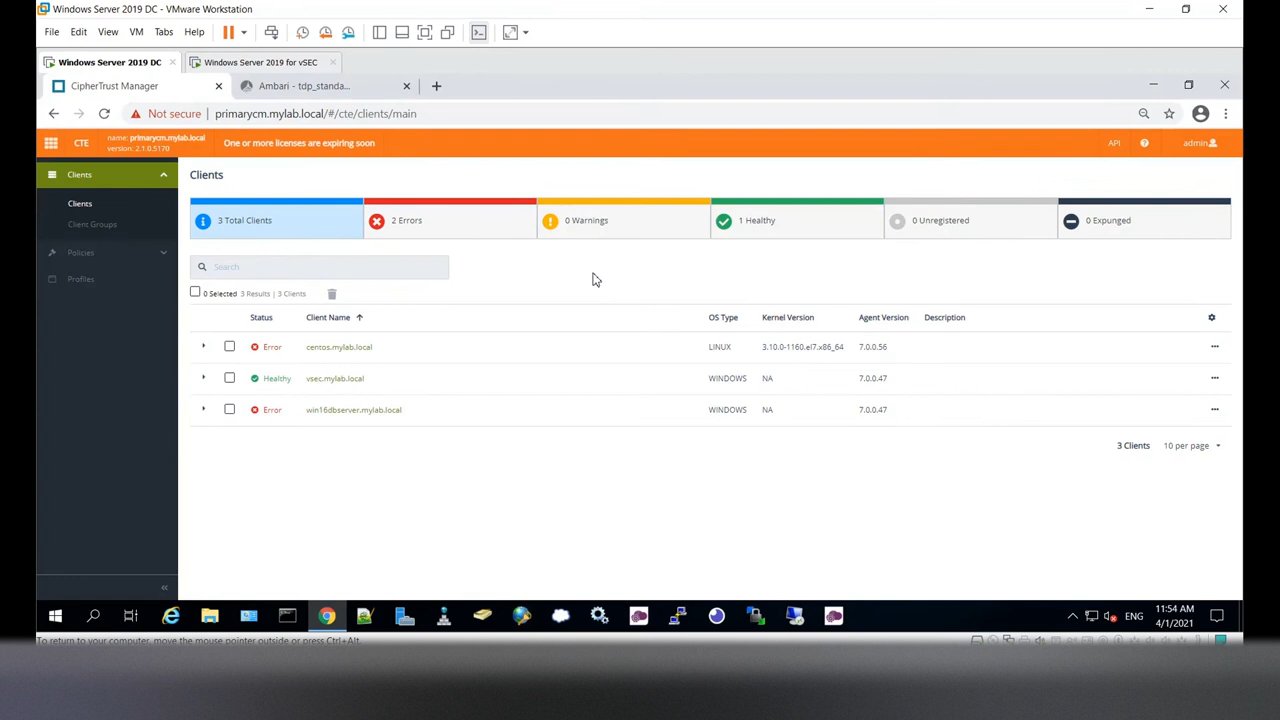 Windows Server 2019 DC - VMware Workstation
File Edit View VM Tabs Help
Windows Server 2019 DC Windows Server 2019 for vSEC
CipherTrust Manager Ambari - tdp_standa...
Not secure primarycm.mylab.local/#/cte/clients/main
CTE name: primarycm.mylab.local One or more licenses are expiring soon API admin
version: 2.1.0.5170
Clients Clients
Clients
Client Groups
Policies
Profiles
3 Total Clients 2 Errors 0 Warnings 1 Healthy 0 Unregistered 0 Expunged
Search
0 Selected 3 Results | 3 Clients
Status Client Name OS Type Kernel Version Agent Version Description
Error centos.mylab.local LINUX 3.10.0-1160.el7.x86_64 7.0.0.56
Healthy vsec.mylab.local WINDOWS NA 7.0.0.47
Error win16dbserver.mylab.local WINDOWS NA 7.0.0.47
3 Clients 10 per page
ENG 11:54 AM
4/1/2021
To return to your computer, move the mouse pointer outside or press Ctrl+Alt.